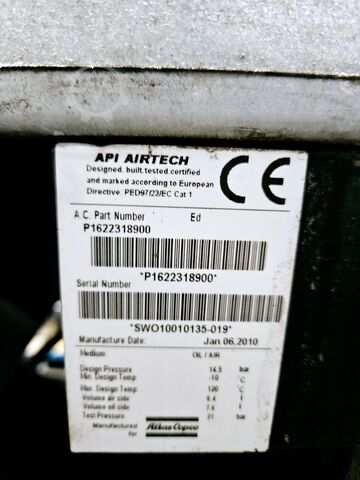 API AIRTECH
Designed, built, tested, certified
and marked according to European
Directive. PED97/23/EC Cat 1
CE
A.C. Part Number Ed
P1622318900
*P1622318900*
Serial Number
*SWO10010135-019*
Manufacture Date: Jan 06,2010
Medium: OIL / AIR
Design Pressure 14.5 bar
Min. Design Temp -10 °C
Max. Design Temp 120 °C
Volume air side 6.4 l
Volume oil side 7.6 l
Test Pressure 21 bar
Manufactured
for
Atlas Copco